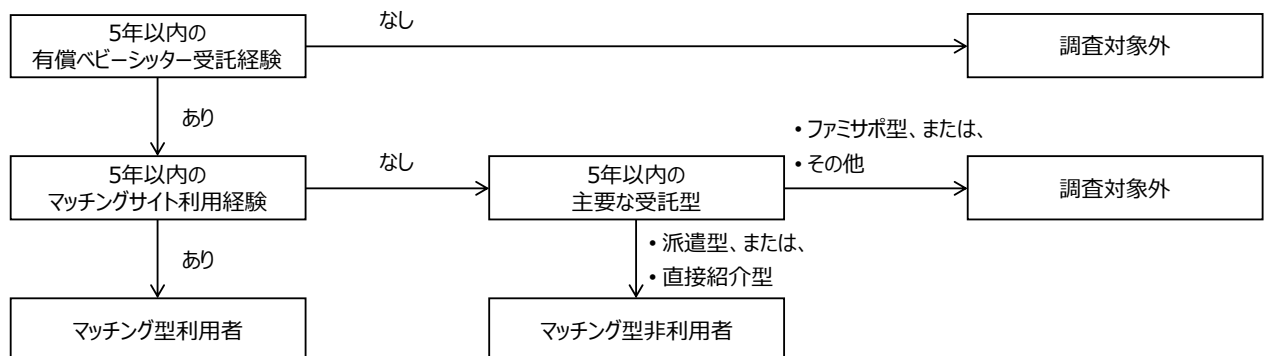 なし
5年以内の
有償ベビーシッター受託経験
調査対象外
あり
• ファミサポ型、または、
• その他
5年以内の
マッチングサイト利用経験
なし
5年以内の
主要な受託型
調査対象外
あり
• 派遣型、または、
• 直接紹介型
マッチング型利用者
マッチング型非利用者